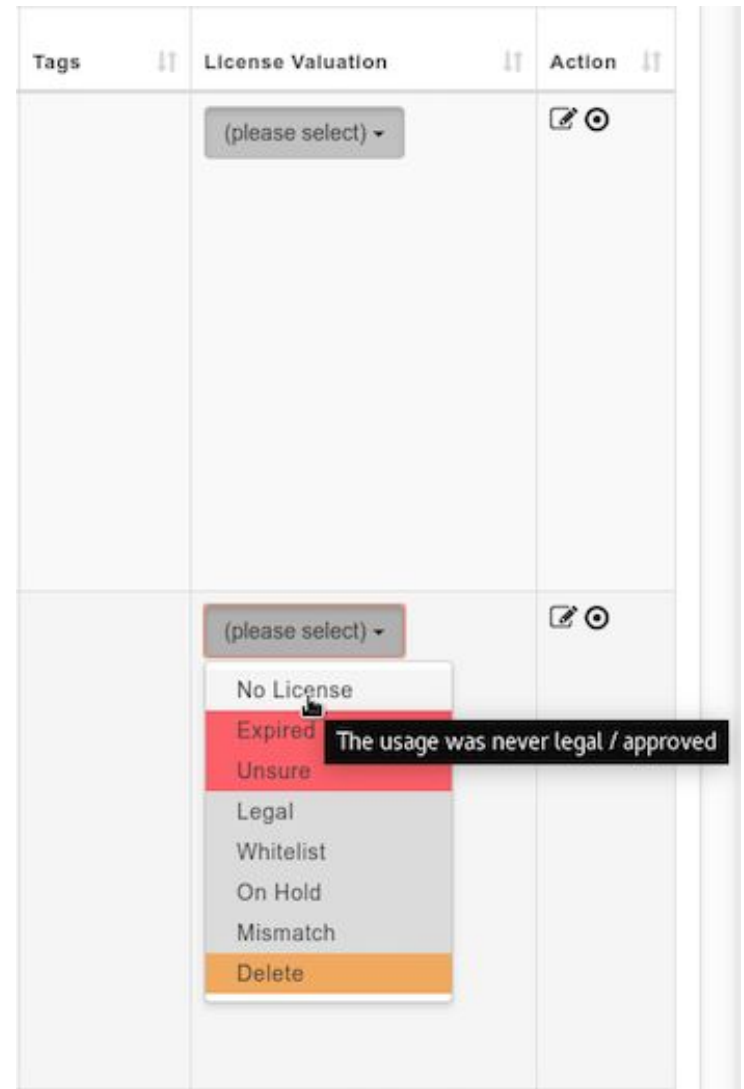 Tags License Valuation Action
(please select)
(please select)
No License
Expired
The usage was never legal / approved
Unsure
Legal
Whitelist
On Hold
Mismatch
Delete